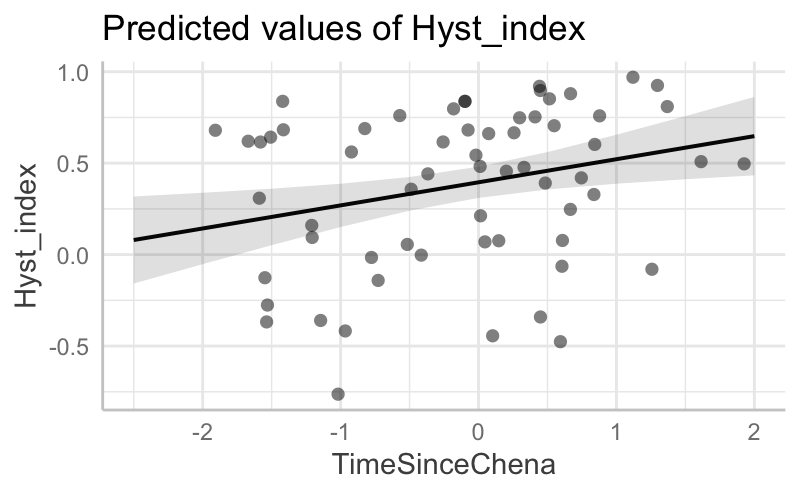 Predicted values of Hyst_index
1.0
0.5
0.0
-0.5
Hyst_index
-2 -1 0 1 2
TimeSinceChena